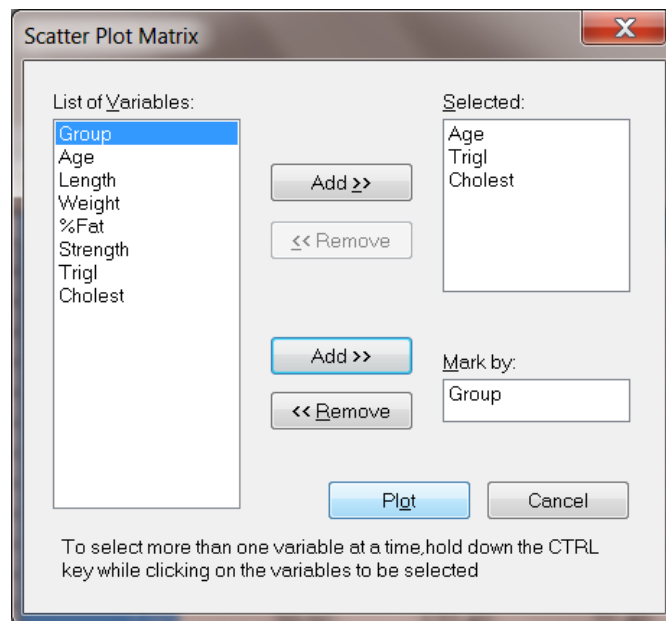 Scatter Plot Matrix
List of Variables:
Group
Age
Length
Weight
%Fat
Strength
Trigl
Cholest
Add >>
<< Remove
Selected:
Age
Trigl
Cholest
Add >>
<< Remove
Mark by:
Group
Plot
Cancel
To select more than one variable at a time,hold down the CTRL
key while clicking on the variables to be selected